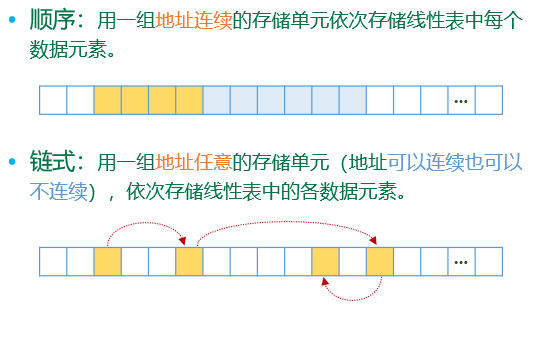 • 顺序：用一组地址连续的存储单元依次存储线性表中每个
数据元素。
...
• 链式：用一组地址任意的存储单元（地址可以连续也可以
不连续），依次存储线性表中的各数据元素。
...